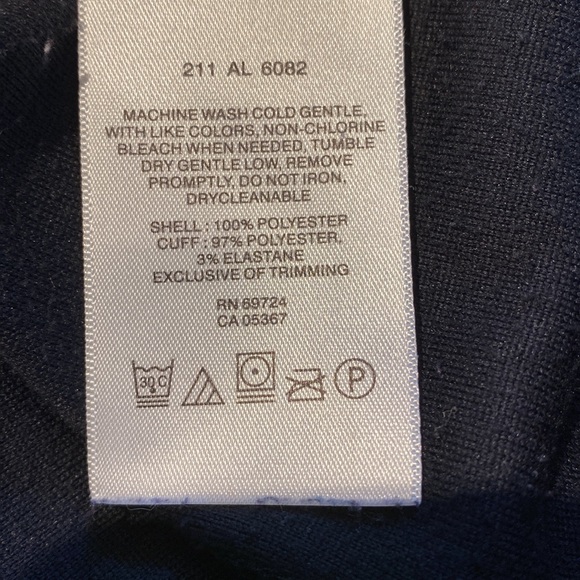 211 AL 6082
MACHINE WASH COLD GENTLE,
WITH LIKE COLORS, NON-CHLORINE
BLEACH WHEN NEEDED, TUMBLE
DRY GENTLE LOW, REMOVE
PROMPTLY, DO NOT IRON,
DRYCLEANABLE
SHELL : 100% POLYESTER
CUFF : 97% POLYESTER,
3% ELASTANE
EXCLUSIVE OF TRIMMING
RN 69724
CA 05367
30 C P